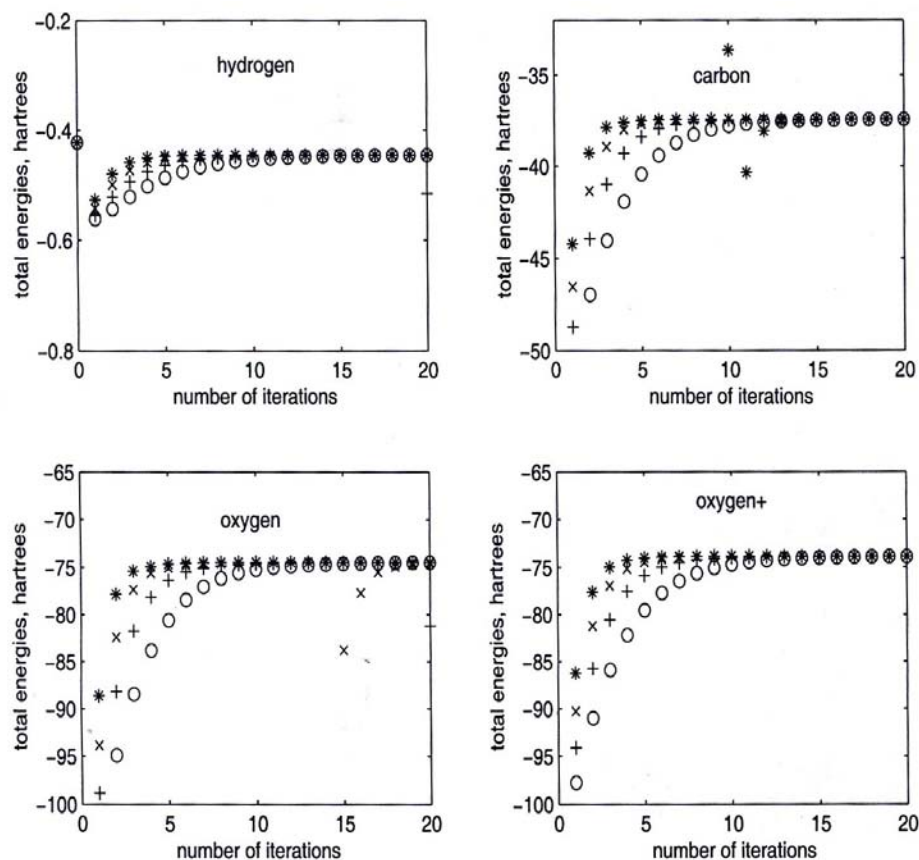 hydrogen
total energies, hartrees
−0.2
−0.4
−0.6
−0.8
0 5 10 15 20
number of iterations
carbon
total energies, hartrees
−35
−40
−45
−50
0 5 10 15 20
number of iterations
oxygen
total energies, hartrees
−65
−70
−75
−80
−85
−90
−95
−100
0 5 10 15 20
number of iterations
oxygen+
total energies, hartrees
−65
−70
−75
−80
−85
−90
−95
−100
0 5 10 15 20
number of iterations